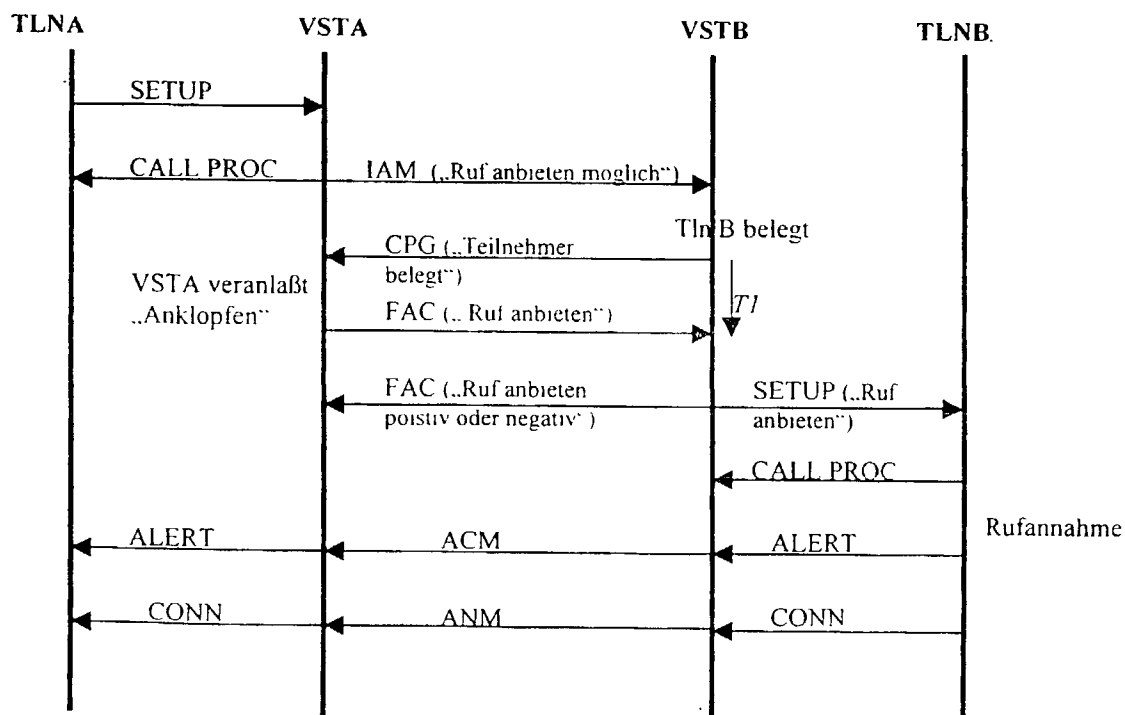 TLNA VSTA VSTB TLNB.
SETUP
CALL PROC IAM („Ruf anbieten moglich“)
Tln B belegt
CPG („Teilnehmer
belegt“)
VSTA veranlaßt
„Anklopfen“
T1
FAC („ Ruf anbieten“)
FAC („Ruf anbieten
poistiv oder negativ“ )
SETUP („Ruf
anbieten“)
CALL PROC
Rufannahme
ALERT ACM ALERT
CONN ANM CONN